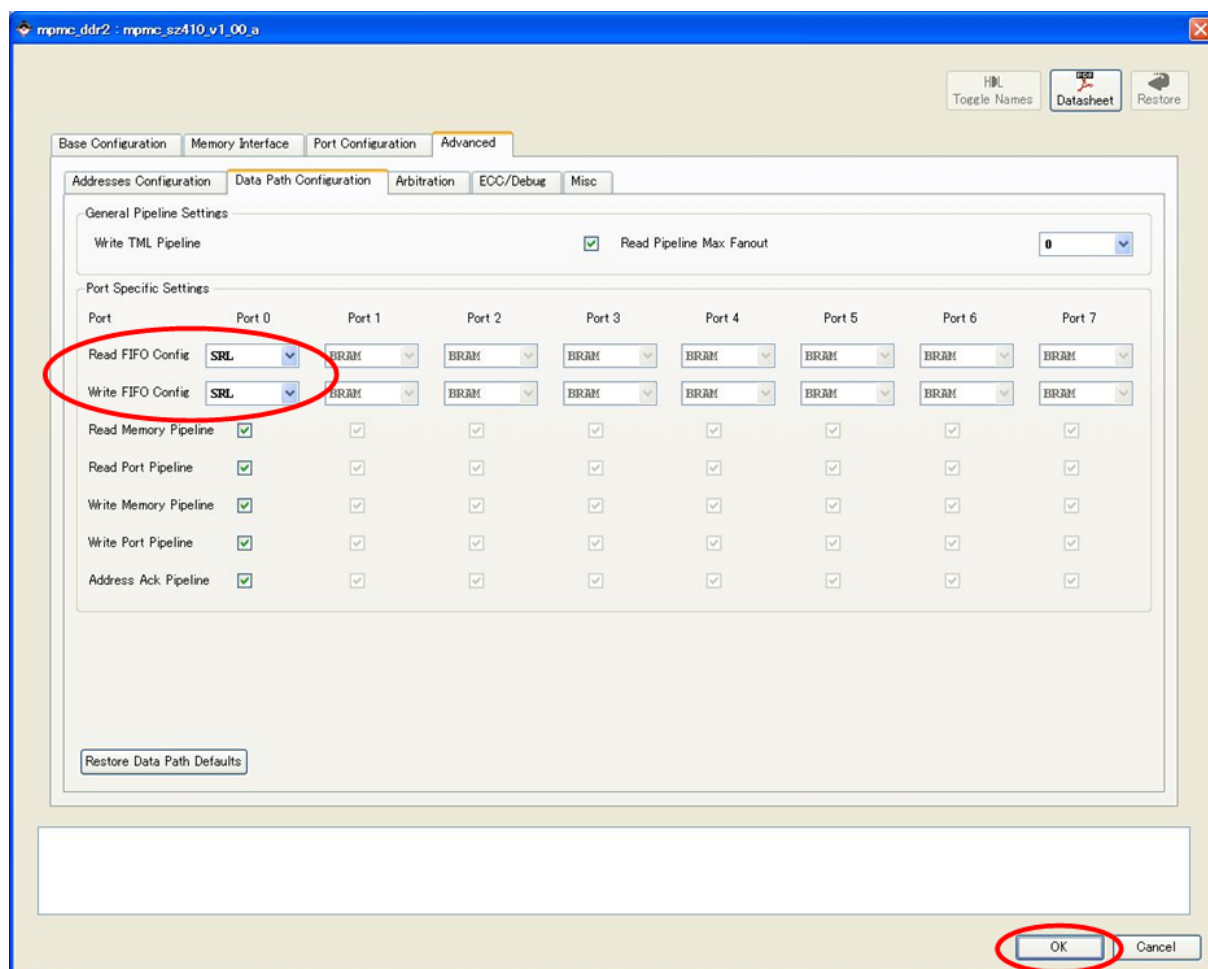 mpmc_ddr2 : mpmc_sz410_v1_00_a
HDL
Toggle Names
PDF
Datasheet
Restore
Base Configuration Memory Interface Port Configuration Advanced
Addresses Configuration Data Path Configuration Arbitration ECC/Debug Misc
General Pipeline Settings
Write TML Pipeline Read Pipeline Max Fanout 0
Port Specific Settings
Port Port 0 Port 1 Port 2 Port 3 Port 4 Port 5 Port 6 Port 7
Read FIFO Config SRL BRAM BRAM BRAM BRAM BRAM BRAM BRAM
Write FIFO Config SRL BRAM BRAM BRAM BRAM BRAM BRAM BRAM
Read Memory Pipeline
Read Port Pipeline
Write Memory Pipeline
Write Port Pipeline
Address Ack Pipeline
Restore Data Path Defaults
OK Cancel